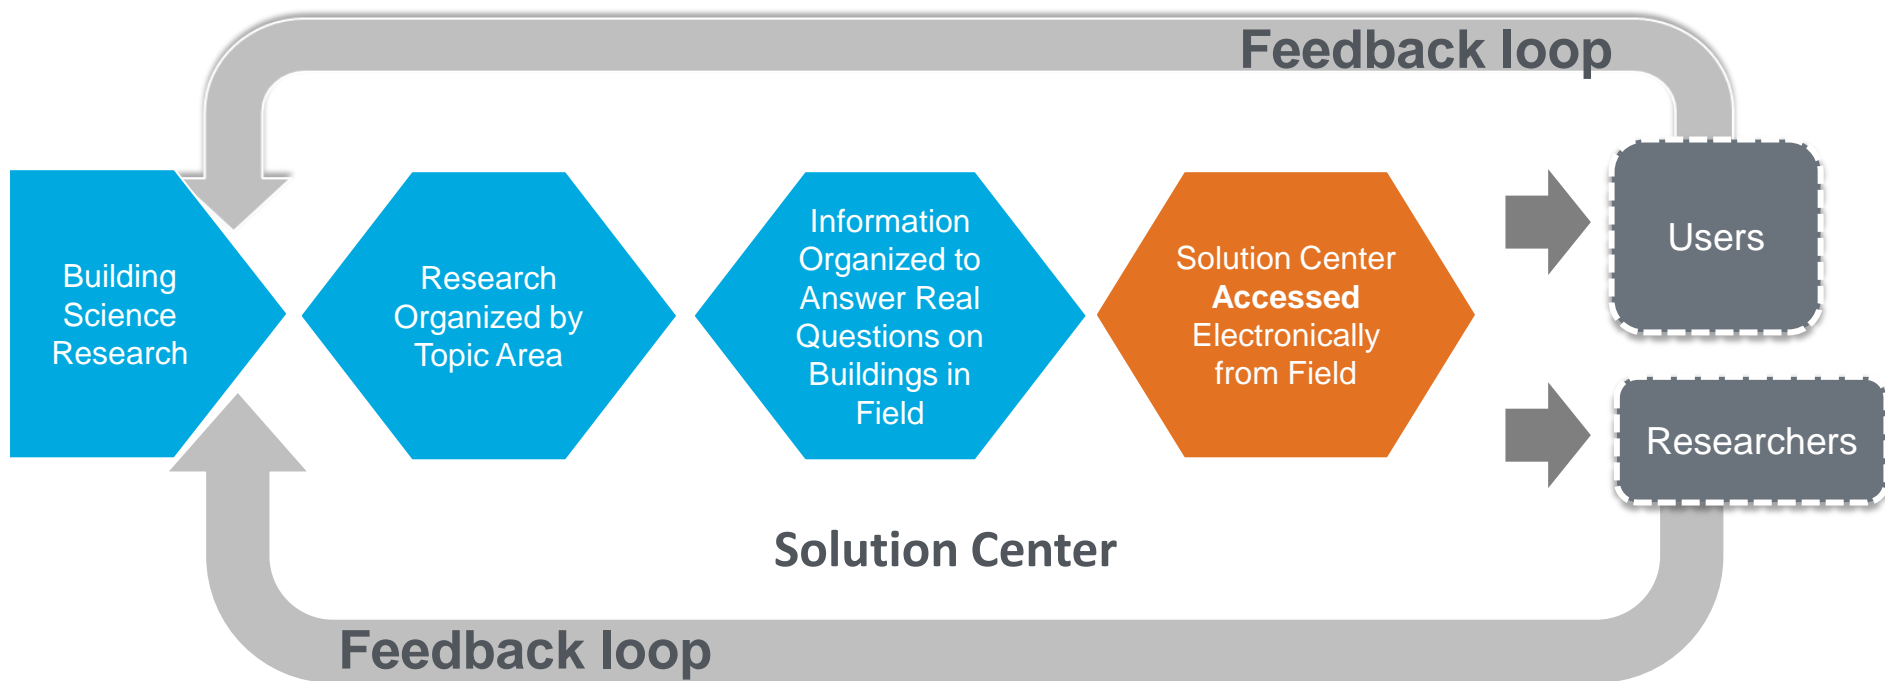 Feedback loop
Building
Science
Research
Research
Organized by
Topic Area
Information
Organized to
Answer Real
Questions on
Buildings in
Field
Solution Center
Accessed
Electronically
from Field
Users
Researchers
Solution Center
Feedback loop